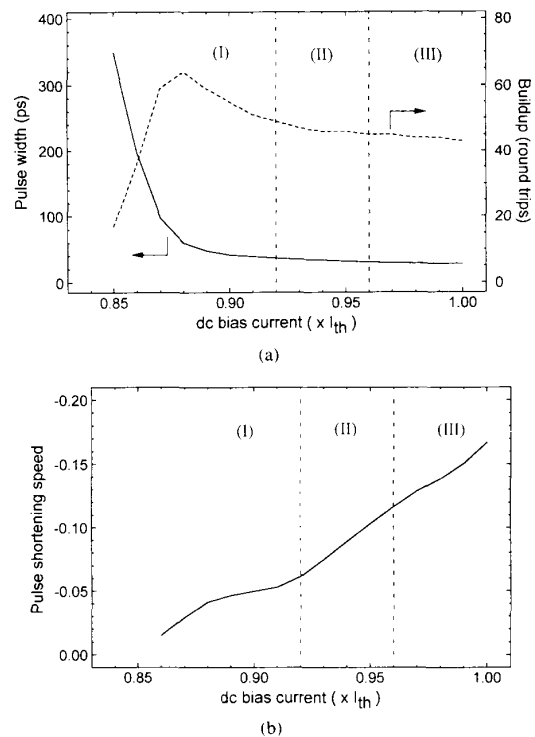 400
300
200
100
0
Pulse width (ps)
(I)
(II)
(III)
80
60
40
20
0
Buildup (round trips)
0.85
0.90
0.95
1.00
dc bias current ( x Ith)
(a)
-0.20
-0.15
-0.10
-0.05
0.00
Pulse shortening speed
(I)
(II)
(III)
0.85
0.90
0.95
1.00
dc bias current ( x Ith)
(b)